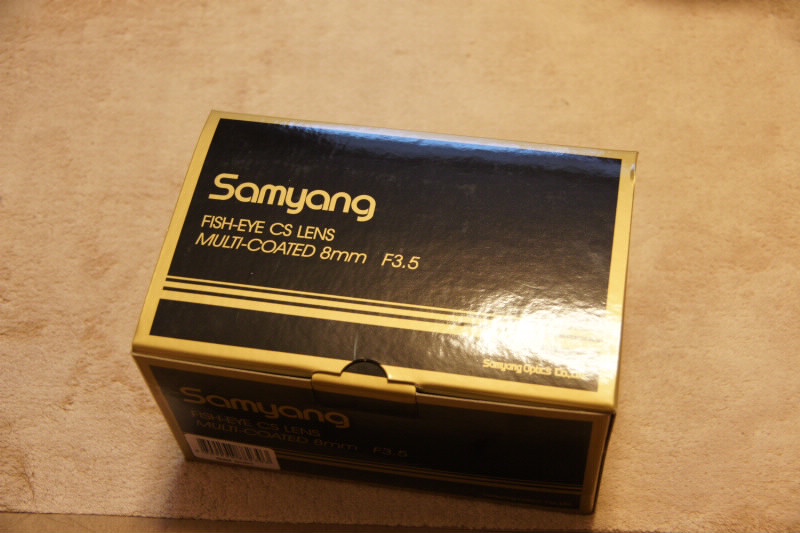 Samyang
FISH-EYE CS LENS
MULTI-COATED 8mm F3.5
Samyang Optics Co.,
Samyang
FISH-EYE CS LENS
MULTI-COATED 8mm F3.5